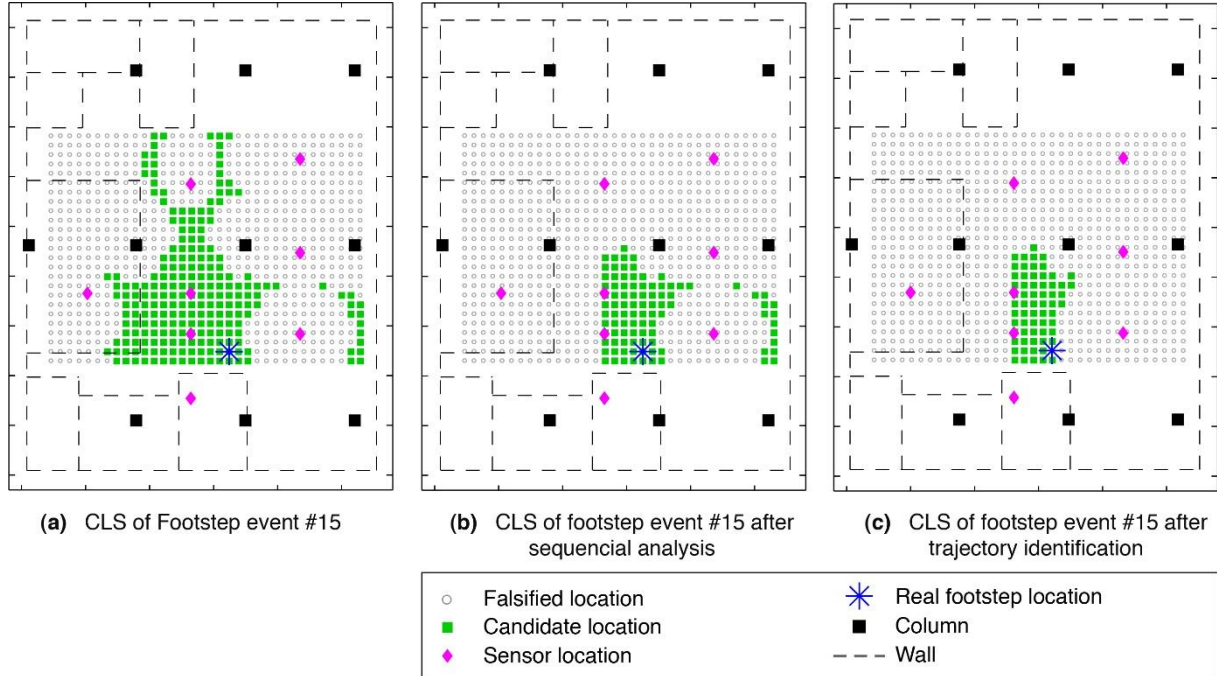 (a) CLS of Footstep event #15
(b) CLS of footstep event #15 after
sequencial analysis
(c) CLS of footstep event #15 after
trajectory identification
Falsified location
Candidate location
Sensor location
Real footstep location
Column
Wall